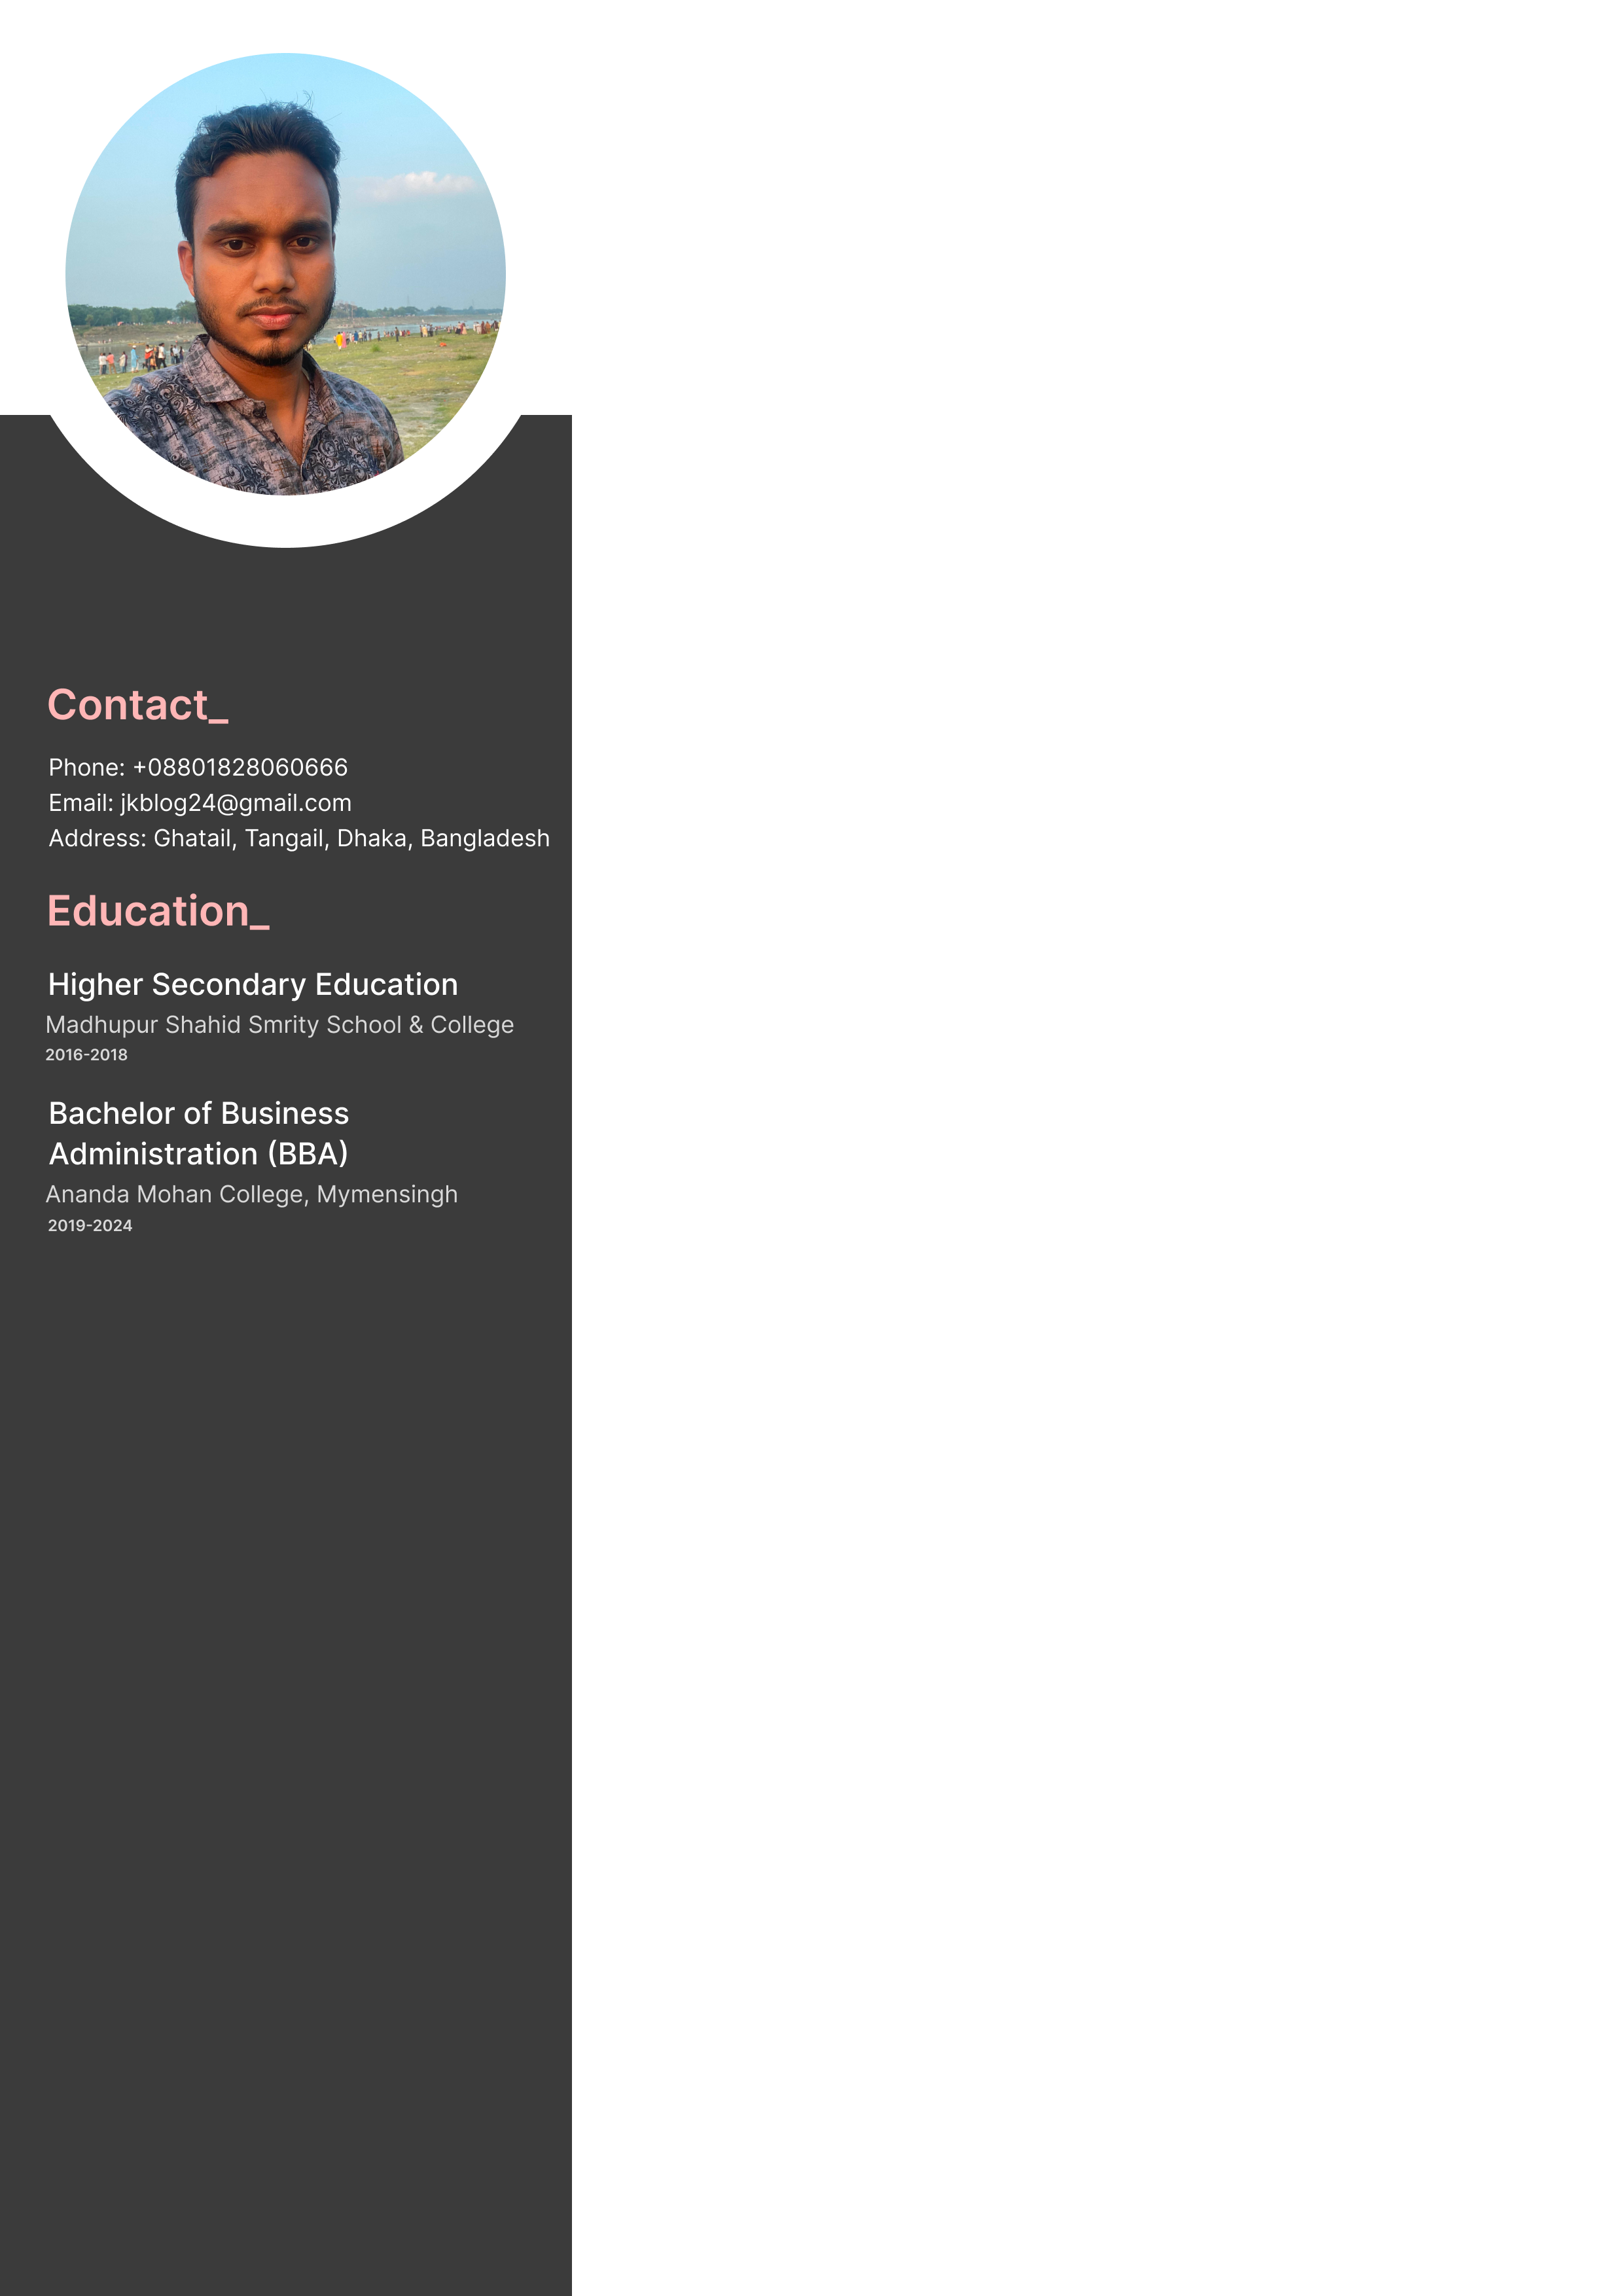 Contact_
Phone: +08801828060666
Email: jkblog24@gmail.com
Address: Ghatail, Tangail, Dhaka, Bangladesh
Education_
Higher Secondary Education
Madhupur Shahid Smrity School & College
2016-2018
Bachelor of Business
Administration (BBA)
Ananda Mohan College, Mymensingh
2019-2024